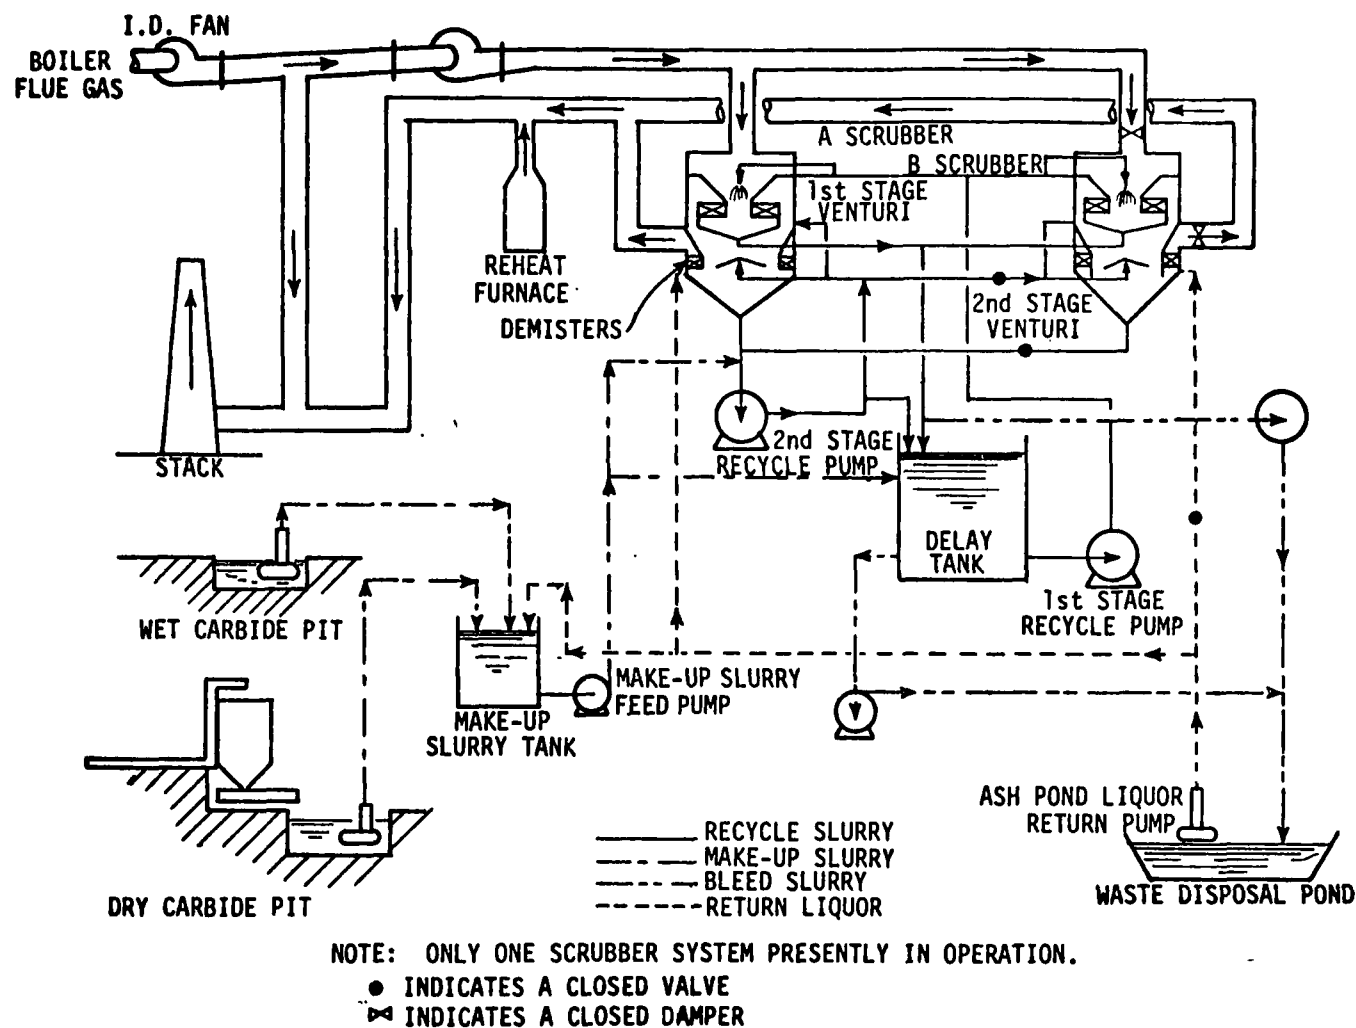 I.D. FAN
BOILER
FLUE GAS
A SCRUBBER
B SCRUBBER
1st STAGE
VENTURI
REHEAT
FURNACE
DEMISTERS
2nd STAGE
VENTURI
STACK
2nd STAGE
RECYCLE PUMP
DELAY
TANK
1st STAGE
RECYCLE PUMP
WET CARBIDE PIT
MAKE-UP SLURRY
FEED PUMP
MAKE-UP
SLURRY TANK
ASH POND LIQUOR
RETURN PUMP
WASTE DISPOSAL POND
DRY CARBIDE PIT
RECYCLE SLURRY
MAKE-UP SLURRY
BLEED SLURRY
RETURN LIQUOR
NOTE: ONLY ONE SCRUBBER SYSTEM PRESENTLY IN OPERATION.
INDICATES A CLOSED VALVE
INDICATES A CLOSED DAMPER